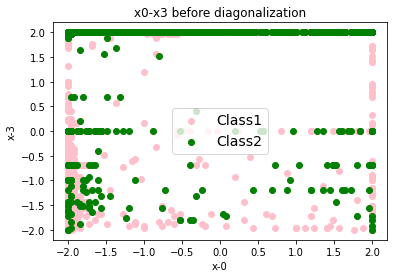 x0-x3 before diagonalization
2.0
1.5
1.0
0.5
0.0
−0.5
−1.0
−1.5
−2.0
x-3
Class1
Class2
−2.0 −1.5 −1.0 −0.5 0.0 0.5 1.0 1.5 2.0
x-0